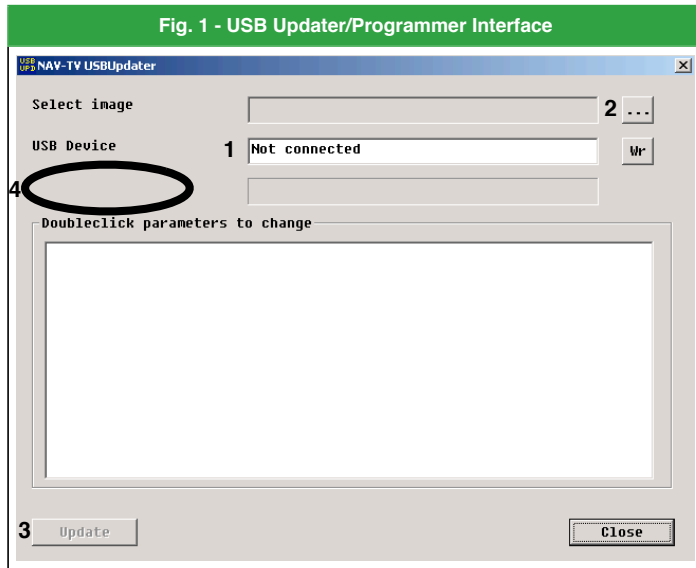 Fig. 1 - USB Updater/Programmer Interface
USB UPD NAV-TV USBUpdater
Select image 2 ...
USB Device 1 Not connected Wr
4
Doubleclick parameters to change
3 Update Close